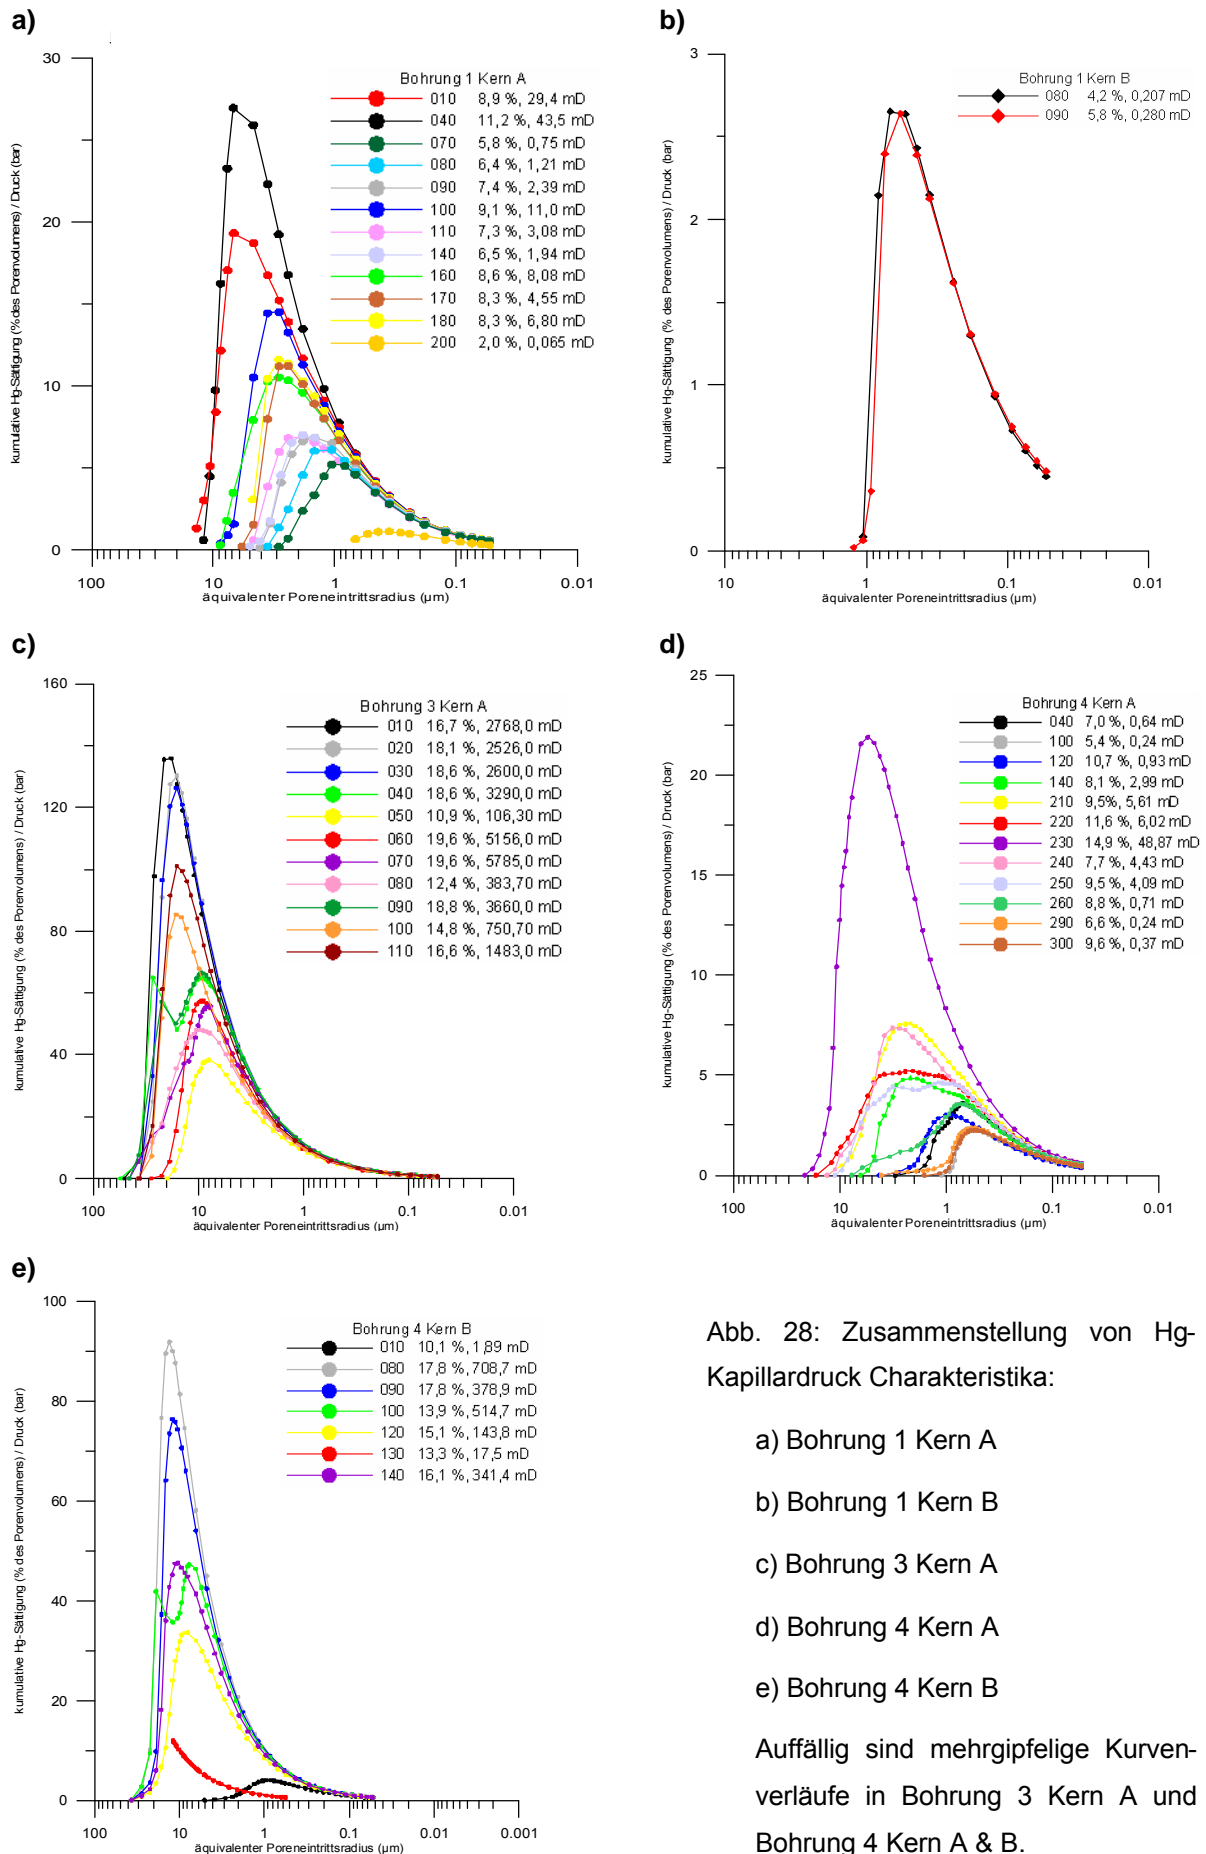 a)
kumulative Hg-Sättigung (% des Porenvolumens) / Druck (bar)
30
20
10
0
100
10
1
0.1
0.01
äquivalenter Poreneintrittsradius (µm)
Bohrung 1 Kern A
010 8,9 %, 29,4 mD
040 11,2 %, 43,5 mD
070 5,8 %, 0,75 mD
080 6,4 %, 1,21 mD
090 7,4 %, 2,39 mD
100 9,1 %, 11,0 mD
110 7,3 %, 3,08 mD
140 6,5 %, 1,94 mD
160 8,6 %, 8,08 mD
170 8,3 %, 4,55 mD
180 8,3 %, 6,80 mD
200 2,0 %, 0,065 mD
b)
kumulative Hg-Sättigung (% des Porenvolumens) / Druck (bar)
3
2
1
0
10
1
0.1
0.01
äquivalenter Poreneintrittsradius (µm)
Bohrung 1 Kern B
080 4,2 %, 0,207 mD
090 5,8 %, 0,280 mD
c)
kumulative Hg-Sättigung (% des Porenvolumens) / Druck (bar)
160
120
80
40
0
100
10
1
0.1
0.01
äquivalenter Poreneintrittsradius (µm)
Bohrung 3 Kern A
010 16,7 %, 2768,0 mD
020 18,1 %, 2526,0 mD
030 18,6 %, 2600,0 mD
040 18,6 %, 3290,0 mD
050 10,9 %, 106,30 mD
060 19,6 %, 5156,0 mD
070 19,6 %, 5785,0 mD
080 12,4 %, 383,70 mD
090 18,8 %, 3660,0 mD
100 14,8 %, 750,70 mD
110 16,6 %, 1483,0 mD
d)
kumulative Hg-Sättigung (% des Porenvolumens) / Druck (bar)
25
20
15
10
5
0
100
10
1
0.1
0.01
äquivalenter Poreneintrittsradius (µm)
Bohrung 4 Kern A
040 7,0 %, 0,64 mD
100 5,4 %, 0,24 mD
120 10,7 %, 0,93 mD
140 8,1 %, 2,99 mD
210 9,5%, 5,61 mD
220 11,6 %, 6,02 mD
230 14,9 %, 48,87 mD
240 7,7 %, 4,43 mD
250 9,5 %, 4,09 mD
260 8,8 %, 0,71 mD
290 6,6 %, 0,24 mD
300 9,6 %, 0,37 mD
e)
kumulative Hg-Sättigung (% des Porenvolumens) / Druck (bar)
100
80
60
40
20
0
100
10
1
0.1
0.01
0.001
äquivalenter Poreneintrittsradius (µm)
Bohrung 4 Kern B
010 10,1 %, 1,89 mD
080 17,8 %, 708,7 mD
090 17,8 %, 378,9 mD
100 13,9 %, 514,7 mD
120 15,1 %, 143,8 mD
130 13,3 %, 17,5 mD
140 16,1 %, 341,4 mD
Abb. 28: Zusammenstellung von Hg-
Kapillardruck Charakteristika:
a) Bohrung 1 Kern A
b) Bohrung 1 Kern B
c) Bohrung 3 Kern A
d) Bohrung 4 Kern A
e) Bohrung 4 Kern B
Auffällig sind mehrgipfelige Kurven-
verläufe in Bohrung 3 Kern A und
Bohrung 4 Kern A & B.